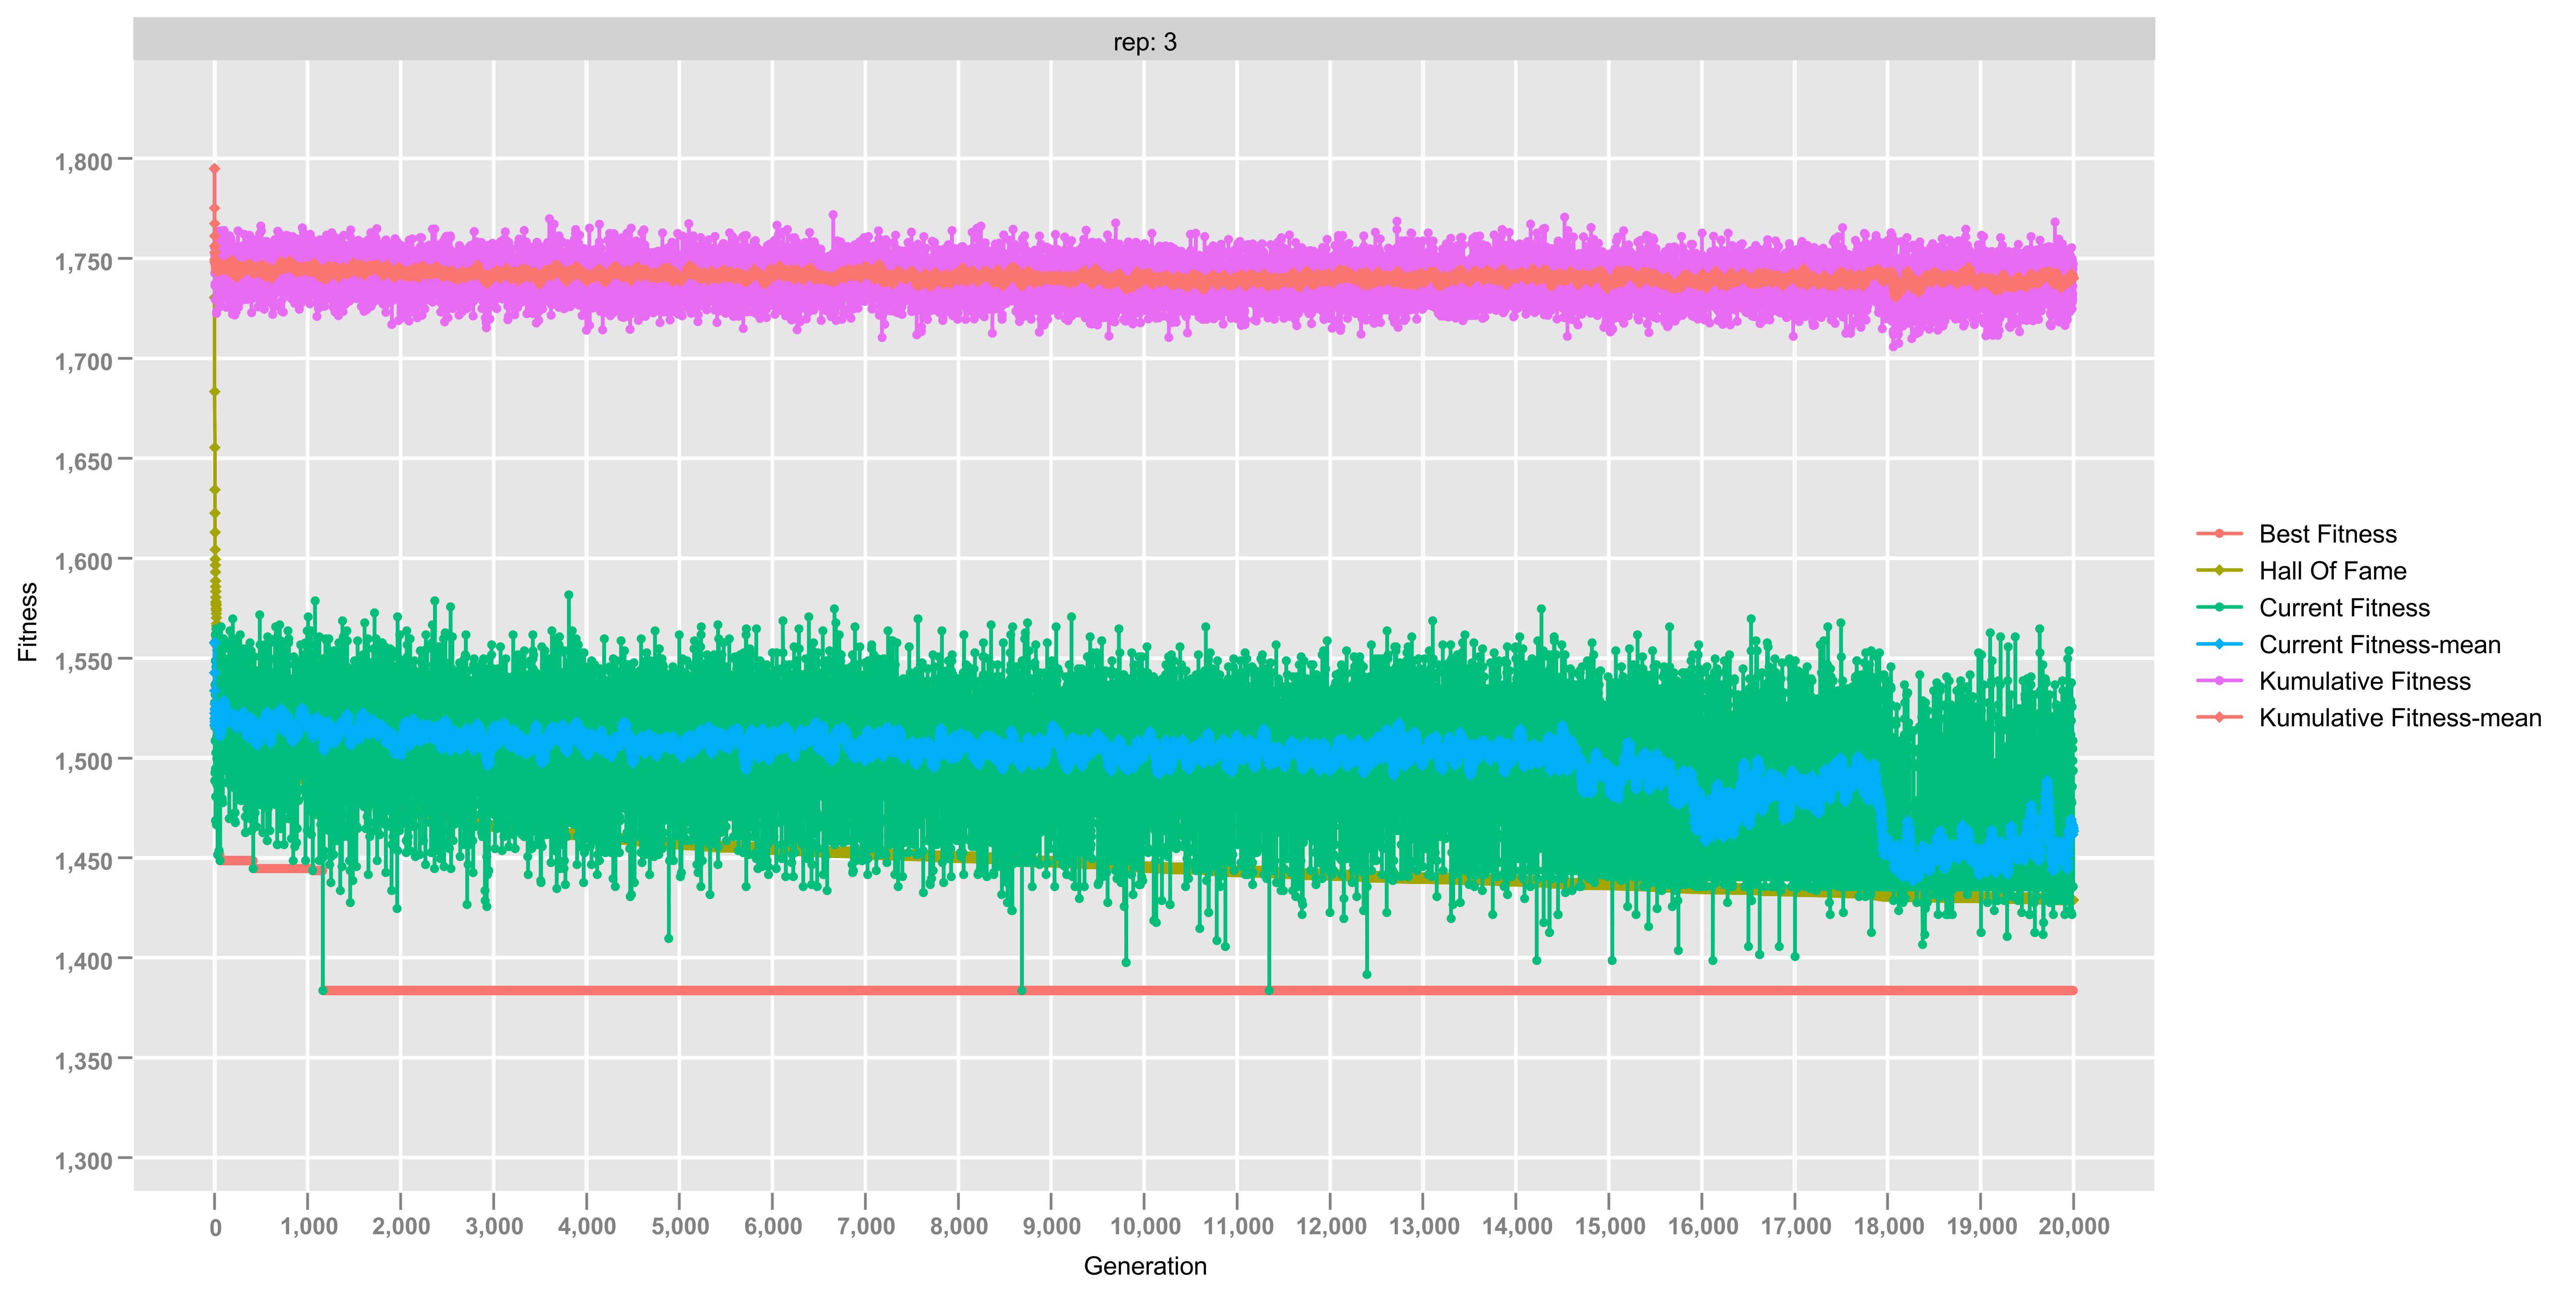 rep: 3
1,800
1,750
1,700
1,650
1,600
1,550
1,500
1,450
1,400
1,350
1,300
Fitness
0 1,000 2,000 3,000 4,000 5,000 6,000 7,000 8,000 9,000 10,000 11,000 12,000 13,000 14,000 15,000 16,000 17,000 18,000 19,000 20,000
Generation
Best Fitness
Hall Of Fame
Current Fitness
Current Fitness-mean
Kumulative Fitness
Kumulative Fitness-mean